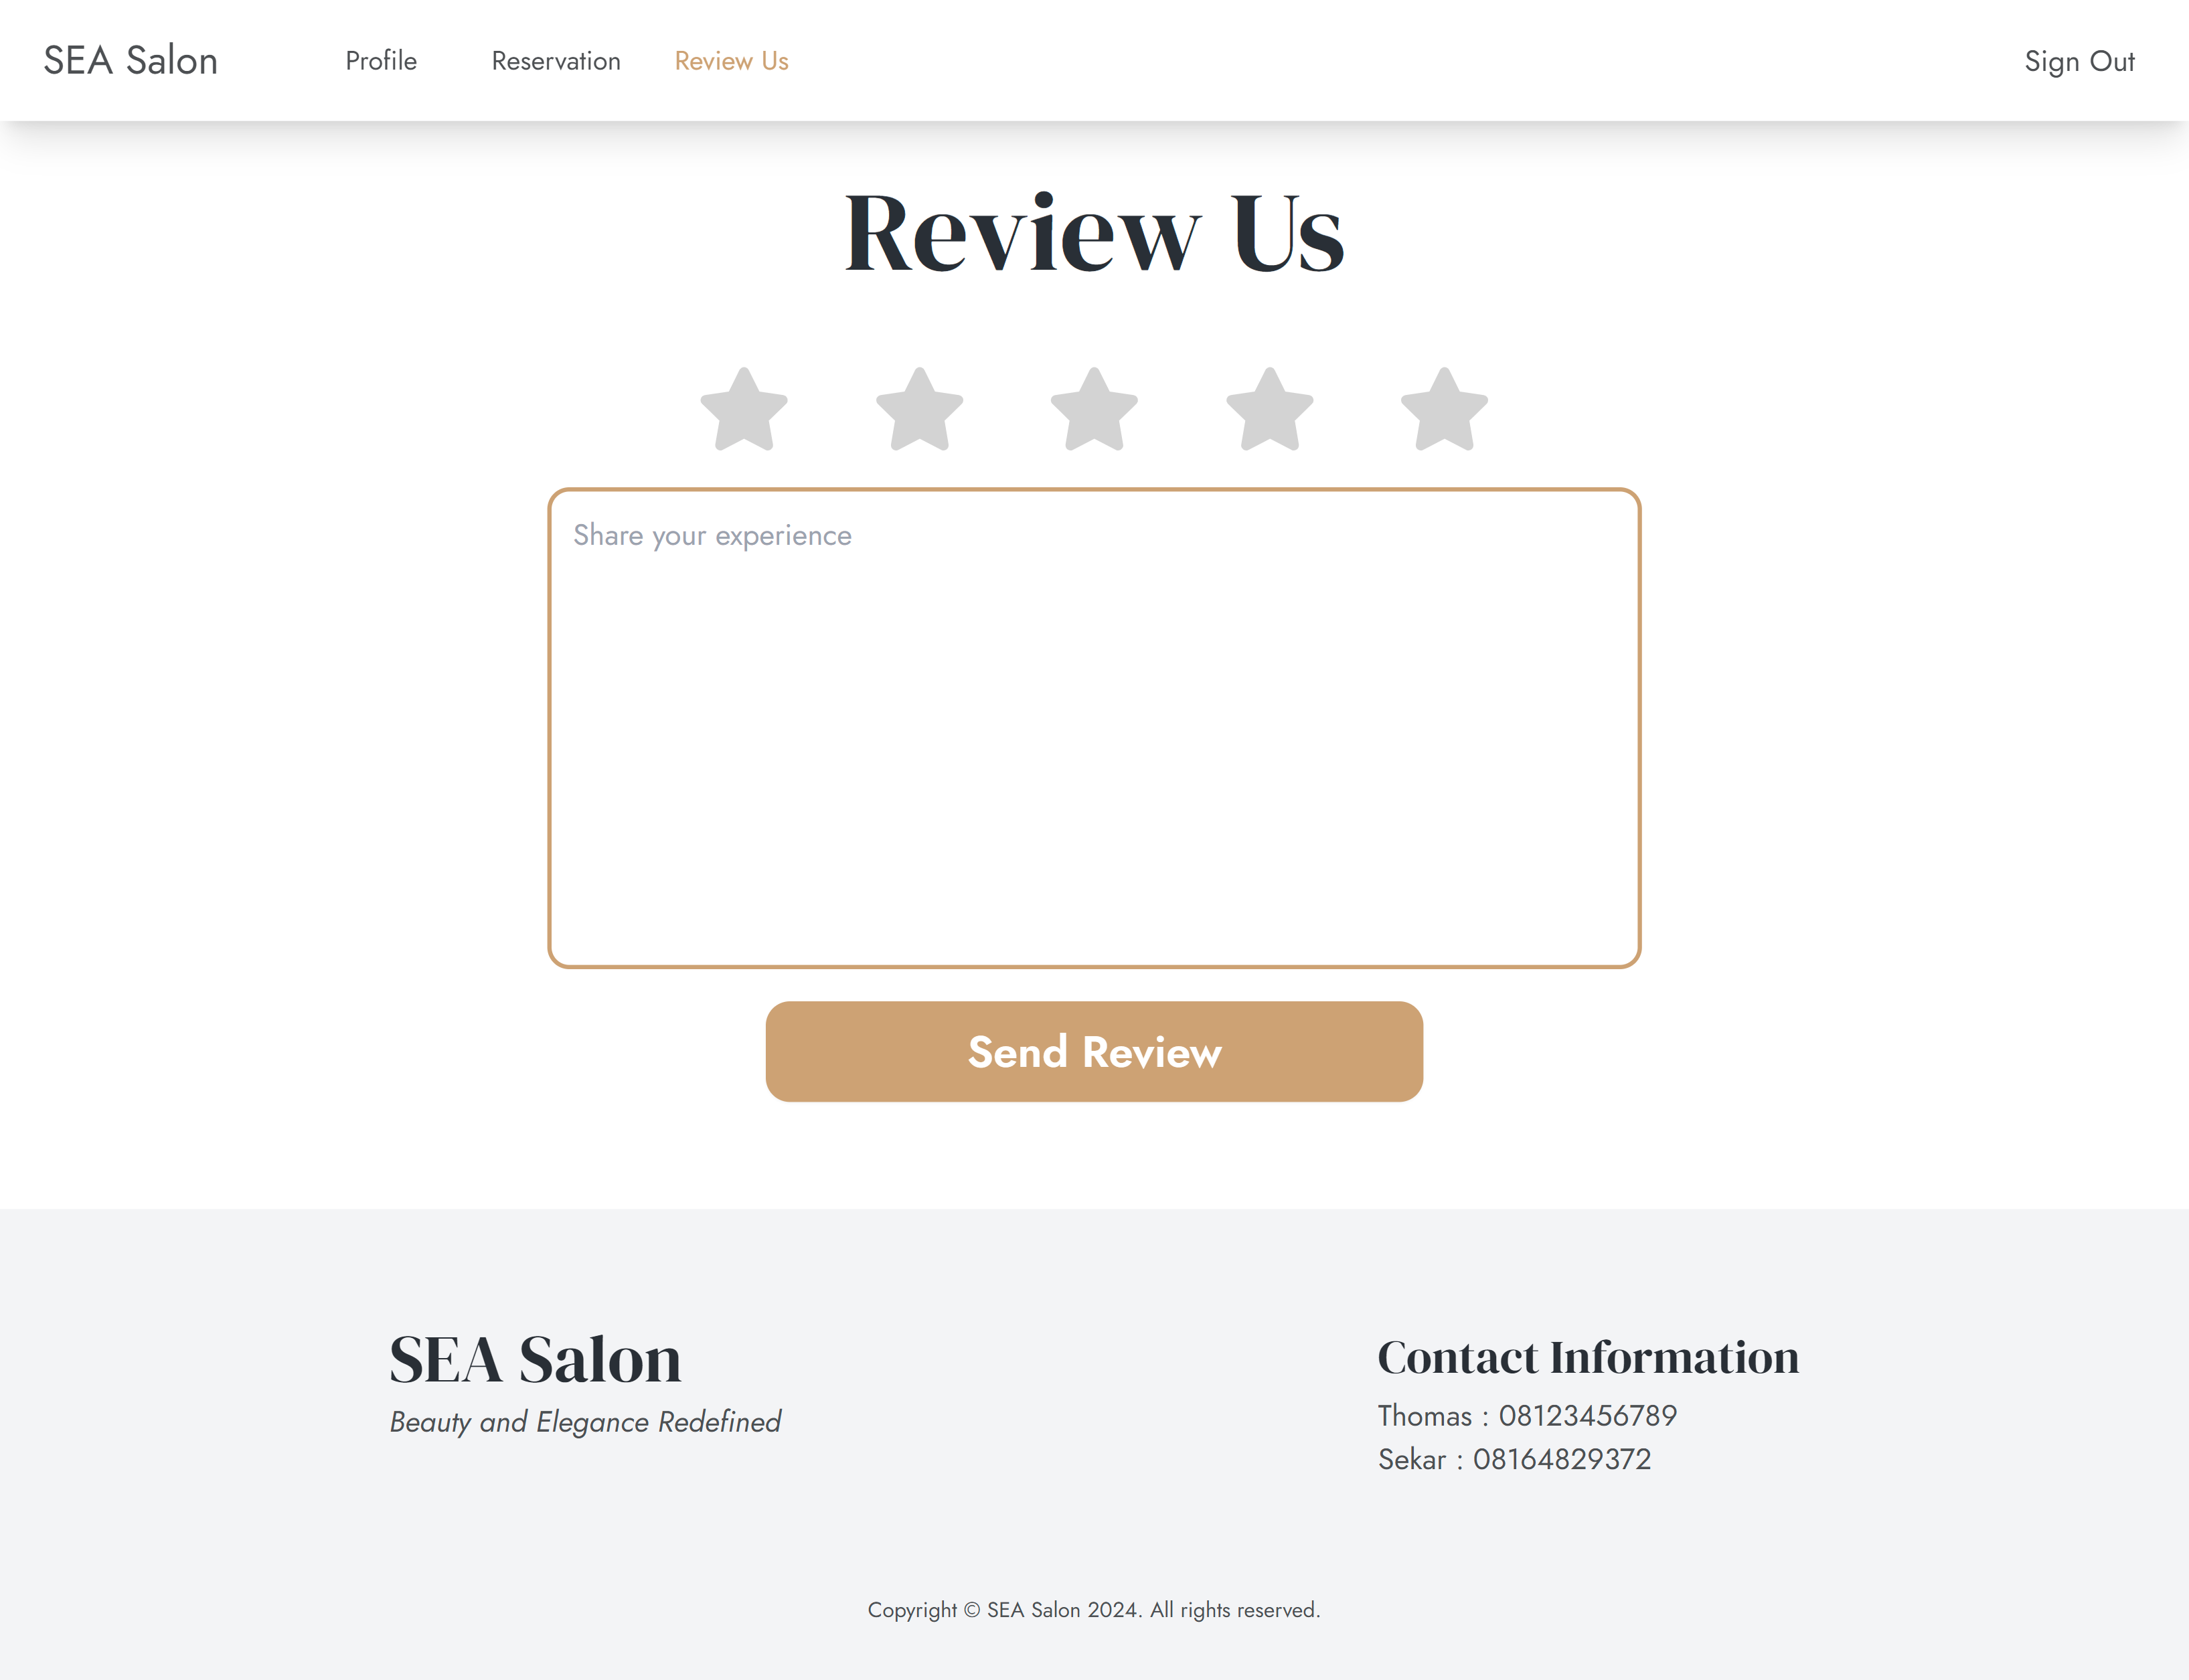 SEA Salon
Profile
Reservation
Review Us
Sign Out
Review Us
Share your experience
Send Review
SEA Salon
Beauty and Elegance Redefined
Contact Information
Thomas : 08123456789
Sekar : 08164829372
Copyright © SEA Salon 2024. All rights reserved.